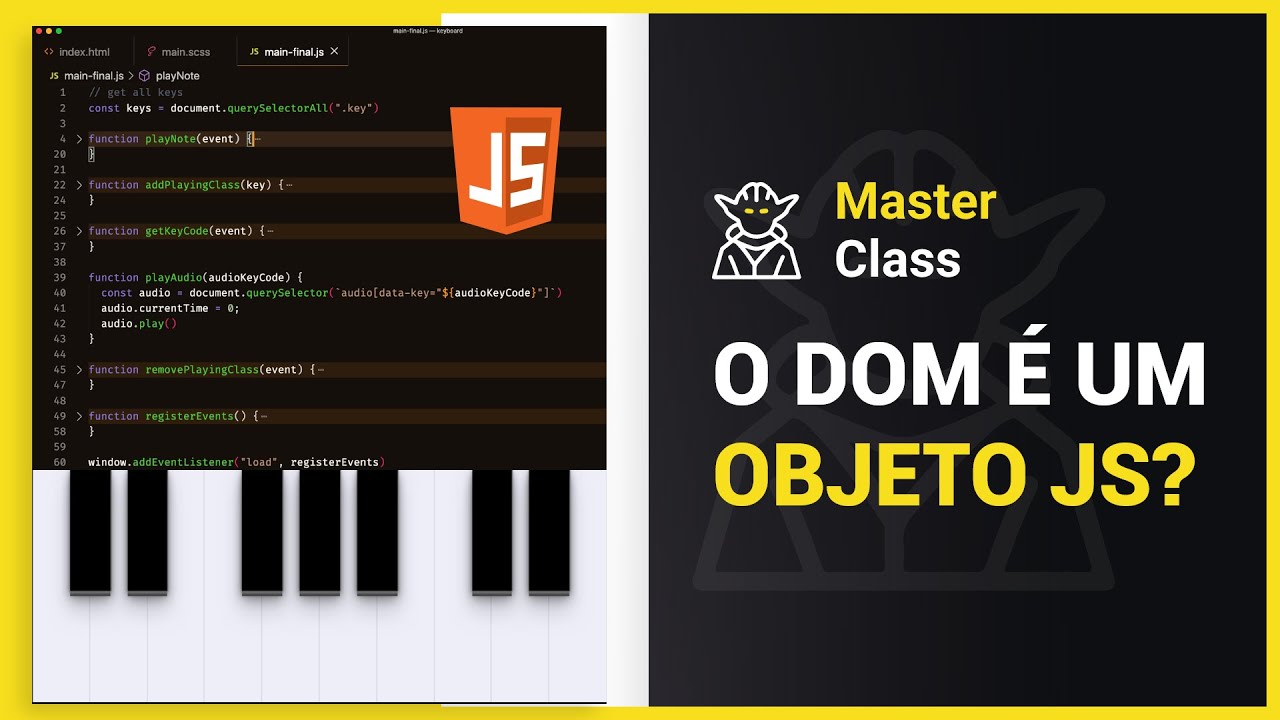 main-final.js — keyboard
index.html
main.scss
JS main-final.js
JS main-final.js > playNote
1 // get all keys
2 const keys = document.querySelectorAll(".key")
3
4 function playNote(event) {…
20 }
21
22 function addPlayingClass(key) {…
24 }
25
26 function getKeyCode(event) {…
37 }
38
39 function playAudio(audioKeyCode) {
40 const audio = document.querySelector(`audio[data-key="${audioKeyCode}"]`)
41 audio.currentTime = 0;
42 audio.play()
43 }
44
45 function removePlayingClass(event) {…
47 }
48
49 function registerEvents() {…
58 }
59
60 window.addEventListener("load", registerEvents)
JS
Master
Class
O DOM É UM
OBJETO JS?